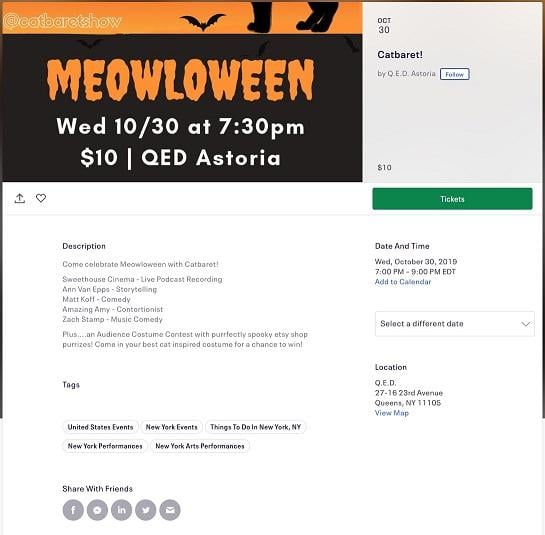 @catbaretshow
MEOWLOWEEN
Wed 10/30 at 7:30pm
$10 | QED Astoria
OCT
30
Catbaret!
by Q.E.D. Astoria Follow
$10
Tickets
Description
Come celebrate Meowloween with Catbaret!
Sweethouse Cinema - Live Podcast Recording
Ann Van Epps - Storytelling
Matt Koff - Comedy
Amazing Amy - Contortionist
Zach Stamp - Music Comedy
Plus....an Audience Costume Contest with purrfectly spooky etsy shop
purrizes! Come in your best cat inspired costume for a chance to win!
Tags
United States Events New York Events Things To Do In New York, NY
New York Performances New York Arts Performances
Share With Friends
Date And Time
Wed, October 30, 2019
7:00 PM – 9:00 PM EDT
Add to Calendar
Select a different date
Location
Q.E.D.
27-16 23rd Avenue
Queens, NY 11105
View Map